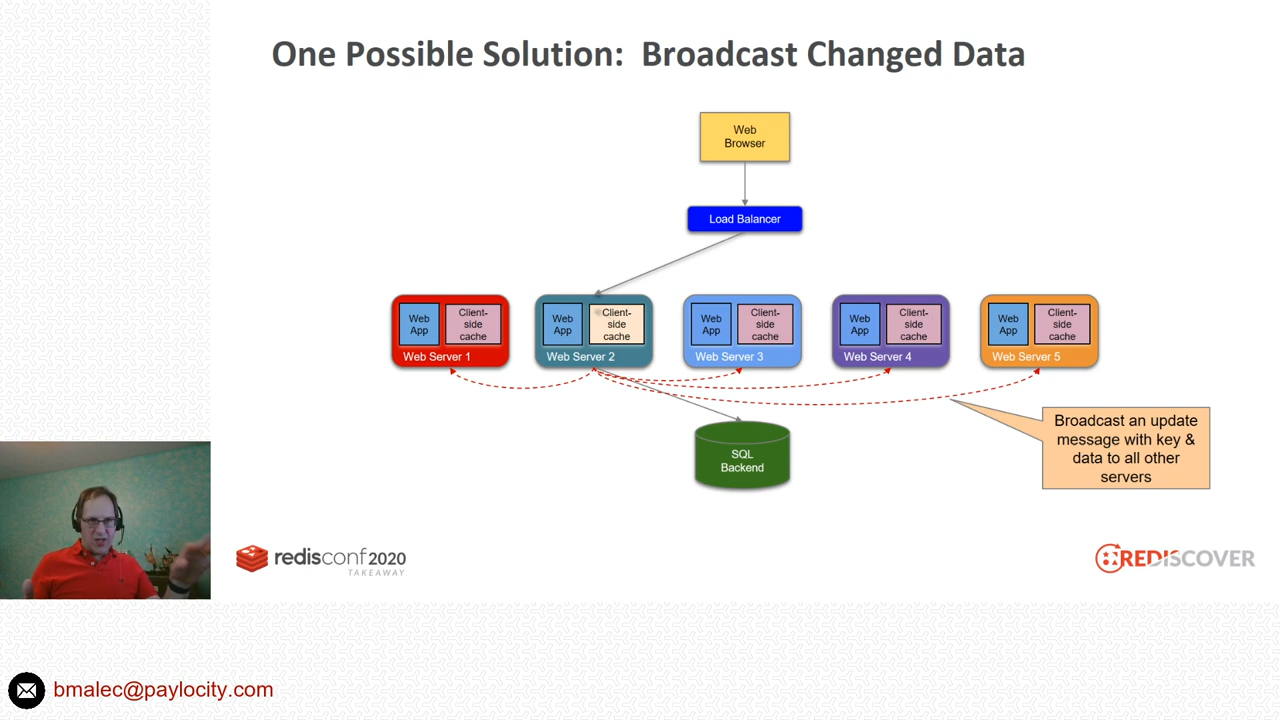 One Possible Solution:  Broadcast Changed Data
Web
Browser
Load Balancer
Web
App
Client-
side
cache
Web Server 1
Web
App
Client-
side
cache
Web Server 2
Web
App
Client-
side
cache
Web Server 3
Web
App
Client-
side
cache
Web Server 4
Web
App
Client-
side
cache
Web Server 5
Broadcast an update
message with key &
data to all other
servers
SQL
Backend
redisconf 2020
TAKEAWAY
REDISCOVER
bmalec@paylocity.com